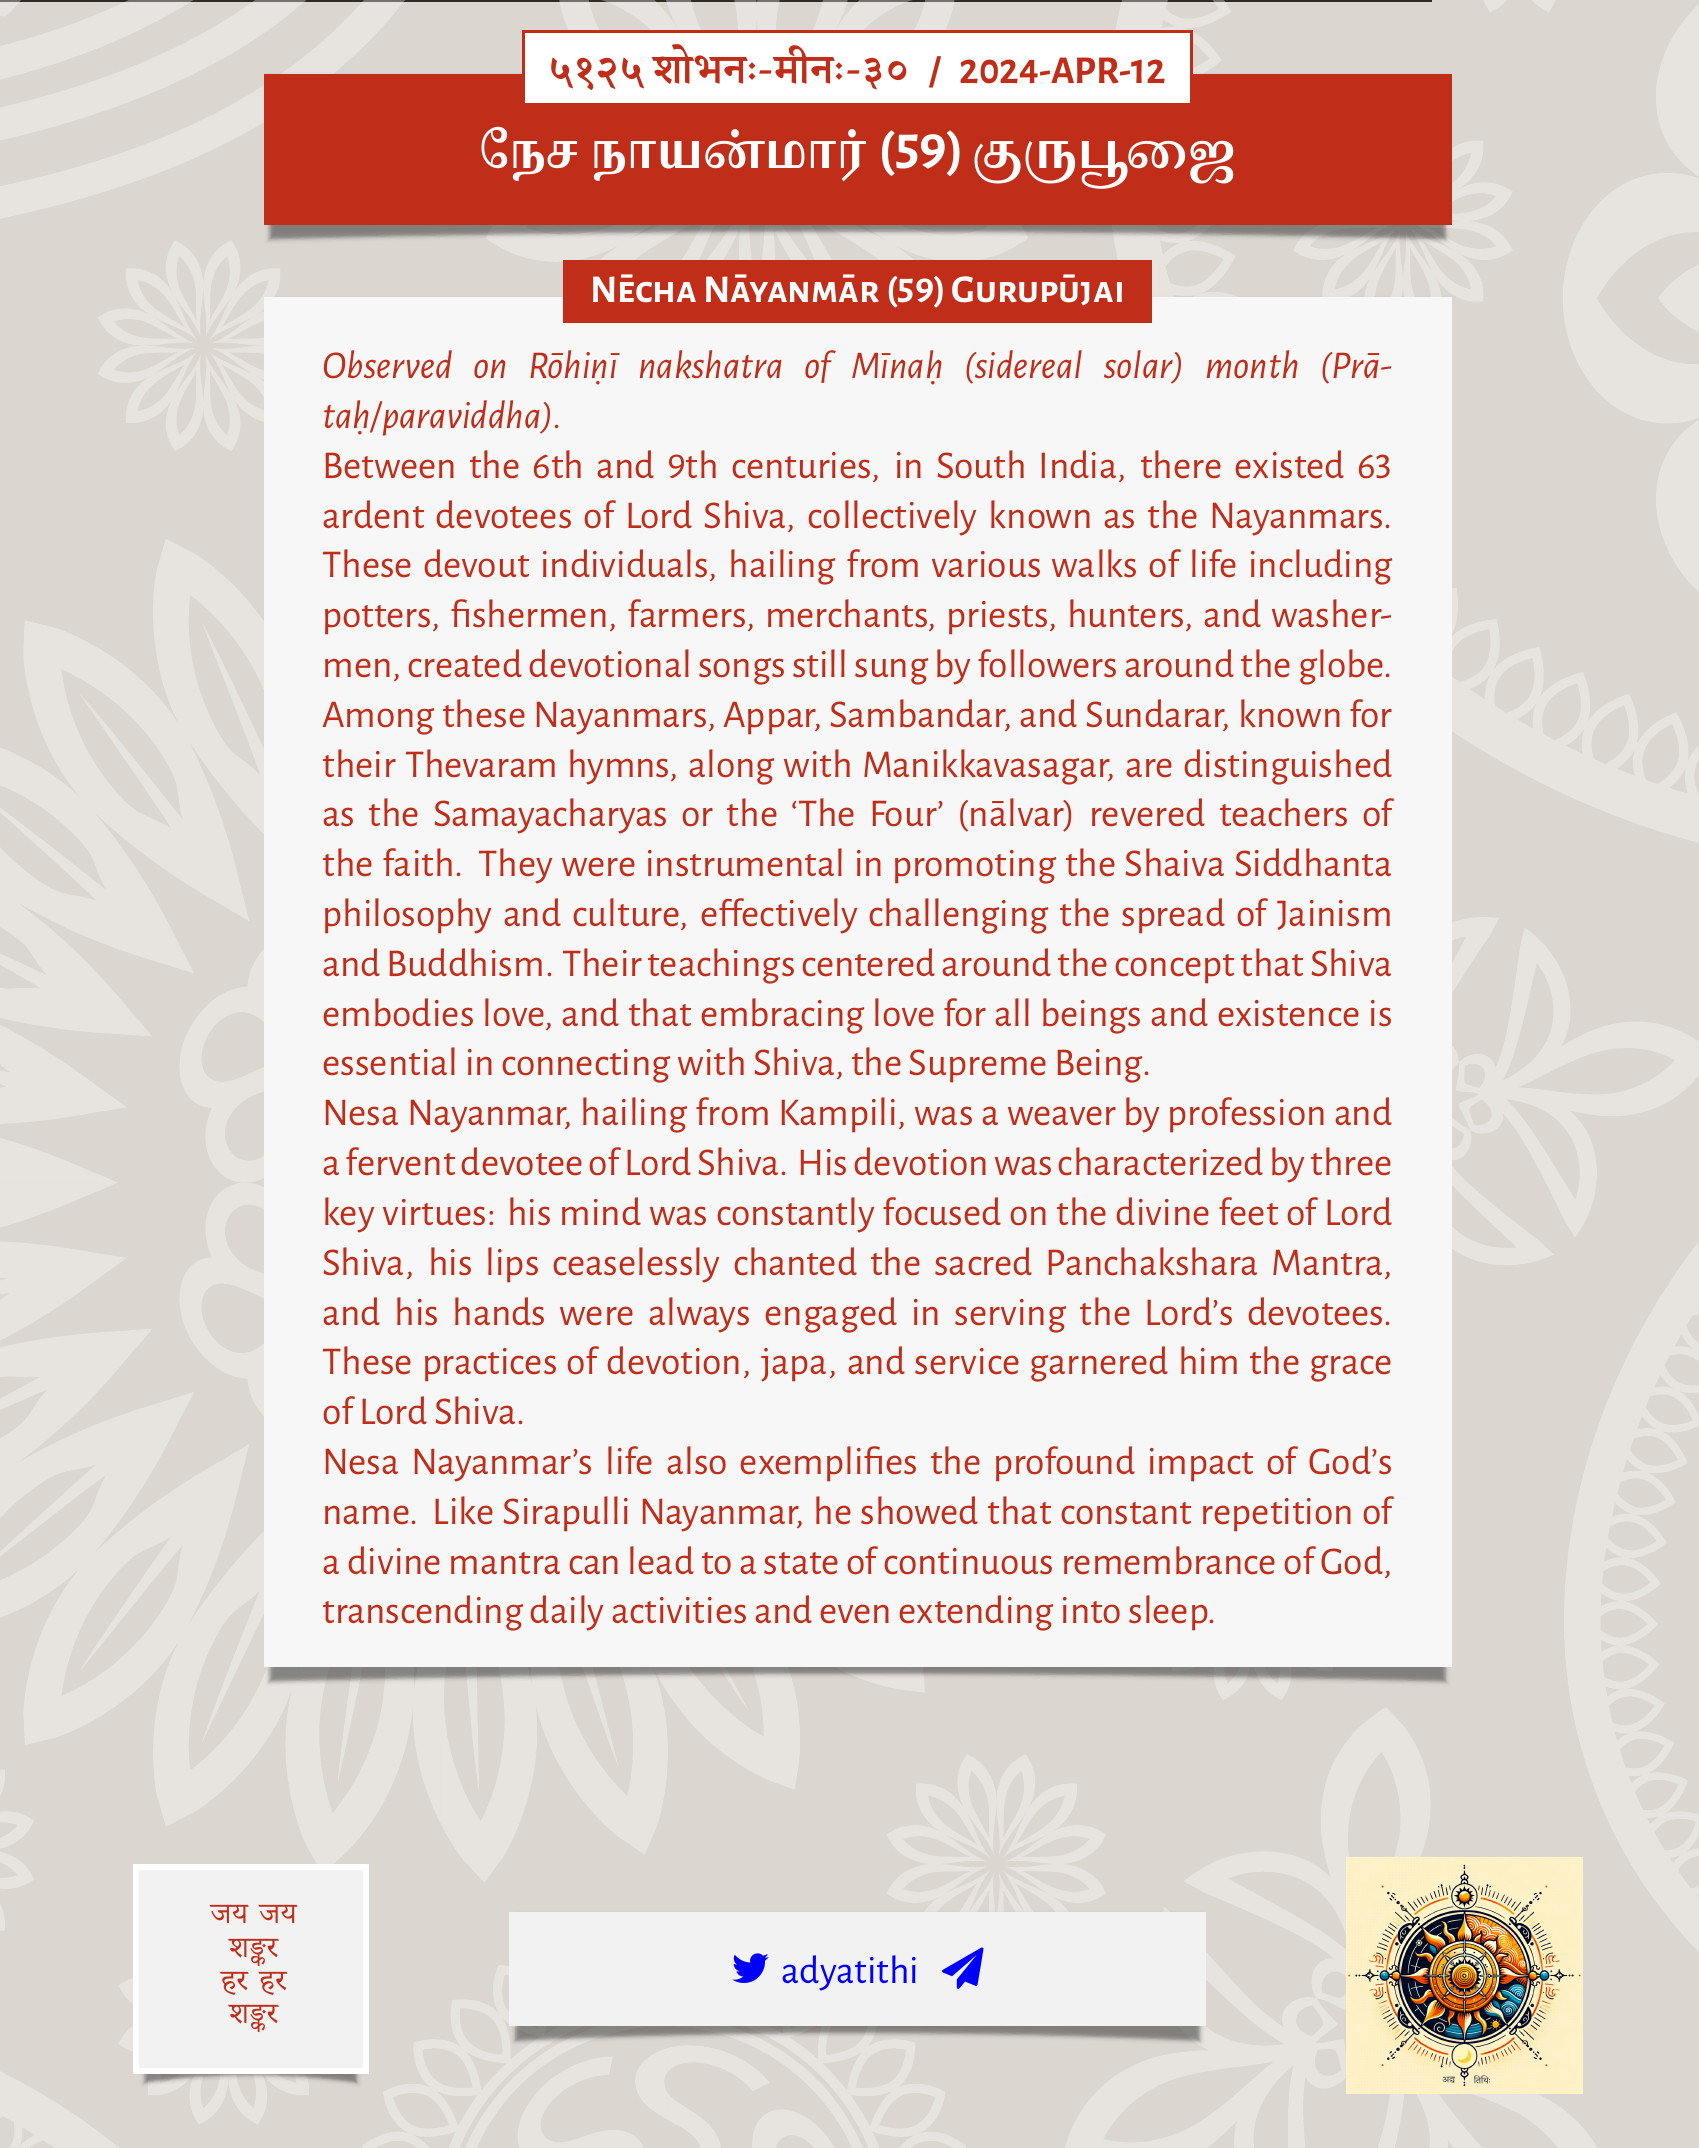 ५१२५ शोभनः-मीनः-३० / 2024-APR-12
நேச நாயன்மார் (59) குருபூஜை
Nēcha Nāyanmār (59) Gurupūjai
Observed on Rōhiṇī nakshatra of Mīnaḥ (sidereal solar) month (Prā-
taḥ/paraviddha).
Between the 6th and 9th centuries, in South India, there existed 63
ardent devotees of Lord Shiva, collectively known as the Nayanmars.
These devout individuals, hailing from various walks of life including
potters, fishermen, farmers, merchants, priests, hunters, and washer-
men, created devotional songs still sung by followers around the globe.
Among these Nayanmars, Appar, Sambandar, and Sundarar, known for
their Thevaram hymns, along with Manikkavasagar, are distinguished
as the Samayacharyas or the ‘The Four’ (nālvar) revered teachers of
the faith. They were instrumental in promoting the Shaiva Siddhanta
philosophy and culture, effectively challenging the spread of Jainism
and Buddhism. Their teachings centered around the concept that Shiva
embodies love, and that embracing love for all beings and existence is
essential in connecting with Shiva, the Supreme Being.
Nesa Nayanmar, hailing from Kampili, was a weaver by profession and
a fervent devotee of Lord Shiva. His devotion was characterized by three
key virtues: his mind was constantly focused on the divine feet of Lord
Shiva, his lips ceaselessly chanted the sacred Panchakshara Mantra,
and his hands were always engaged in serving the Lord’s devotees.
These practices of devotion, japa, and service garnered him the grace
of Lord Shiva.
Nesa Nayanmar’s life also exemplifies the profound impact of God’s
name. Like Sirapulli Nayanmar, he showed that constant repetition of
a divine mantra can lead to a state of continuous remembrance of God,
transcending daily activities and even extending into sleep.
जय जय
शङ्कर
हर हर
शङ्कर
adyatithi
अद्य तिथिः